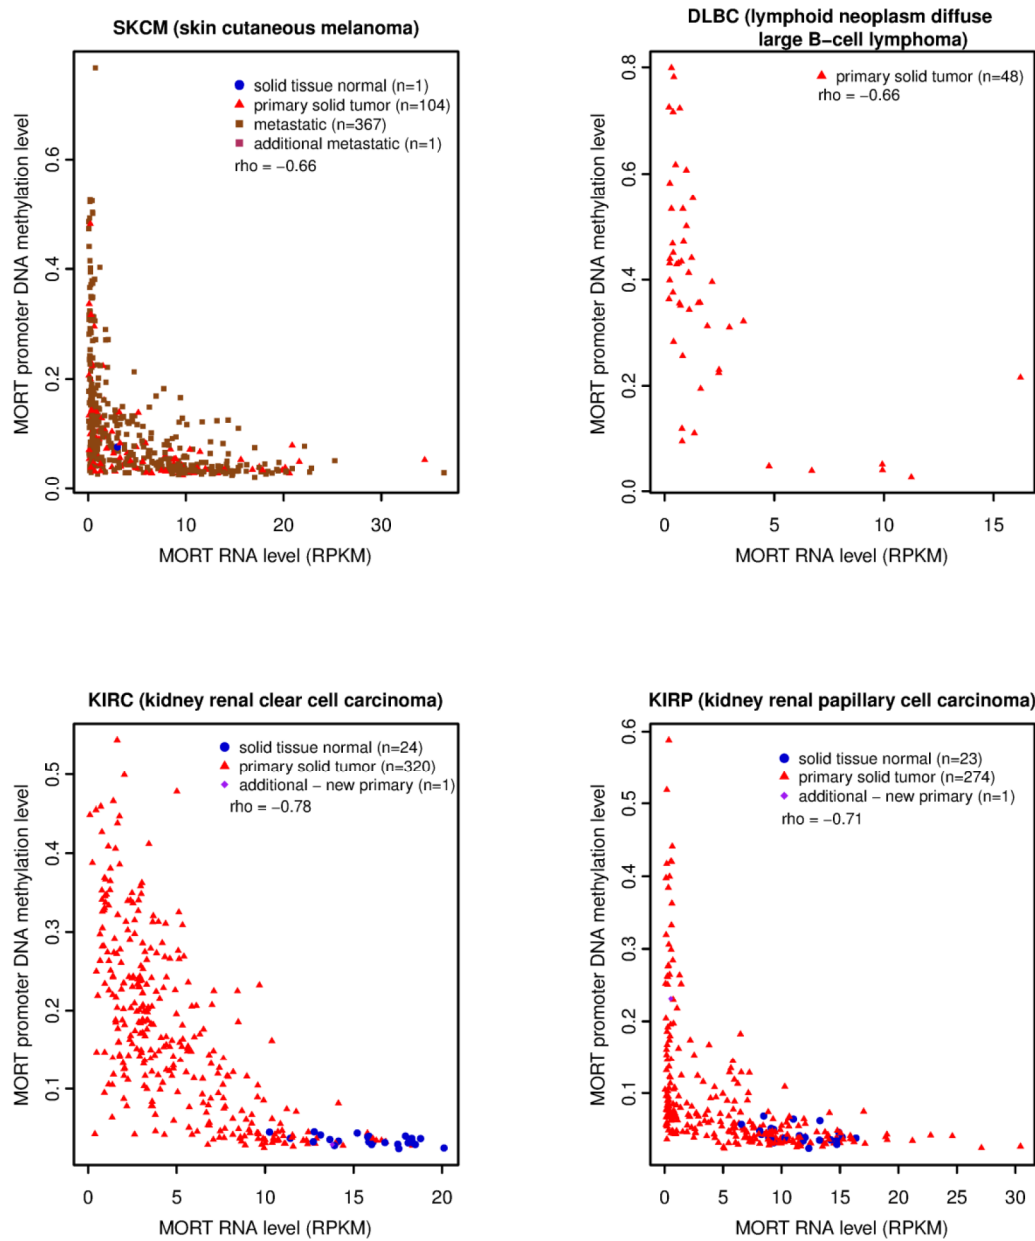 SKCM (skin cutaneous melanoma)
solid tissue normal (n=1)
primary solid tumor (n=104)
metastatic (n=367)
additional metastatic (n=1)
rho = −0.66
MORT promoter DNA methylation level
0.0
0.2
0.4
0.6
0
10
20
30
MORT RNA level (RPKM)
DLBC (lymphoid neoplasm diffuse
large B−cell lymphoma)
primary solid tumor (n=48)
rho = −0.66
MORT promoter DNA methylation level
0.0
0.2
0.4
0.6
0.8
0
5
10
15
MORT RNA level (RPKM)
KIRC (kidney renal clear cell carcinoma)
solid tissue normal (n=24)
primary solid tumor (n=320)
additional − new primary (n=1)
rho = −0.78
MORT promoter DNA methylation level
0.1
0.2
0.3
0.4
0.5
0
5
10
15
20
MORT RNA level (RPKM)
KIRP (kidney renal papillary cell carcinoma)
solid tissue normal (n=23)
primary solid tumor (n=274)
additional − new primary (n=1)
rho = −0.71
MORT promoter DNA methylation level
0.1
0.2
0.3
0.4
0.5
0.6
0
5
10
15
20
25
30
MORT RNA level (RPKM)